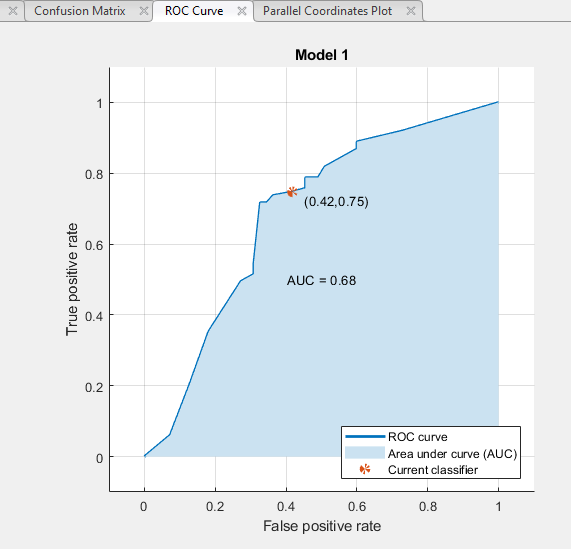 Confusion Matrix ROC Curve Parallel Coordinates Plot
Model 1
1
0.8
0.6
0.4
0.2
0
True positive rate
(0.42,0.75)
AUC = 0.68
ROC curve
Area under curve (AUC)
Current classifier
0 0.2 0.4 0.6 0.8 1
False positive rate